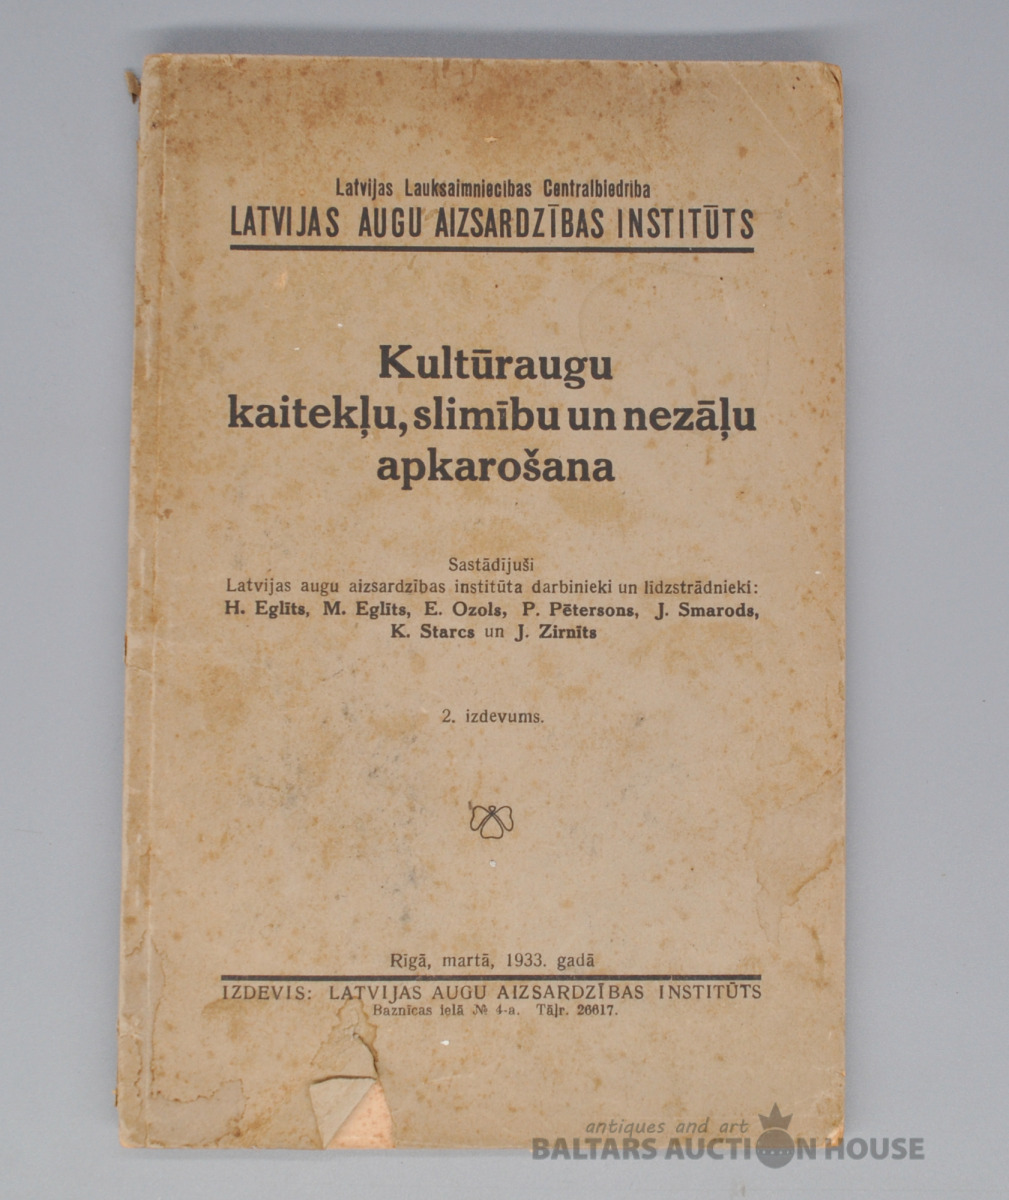 Latvijas Lauksaimniecības Centralbiedrība
LATVIJAS AUGU AIZSARDZĪBAS INSTITŪTS
Kultūraugu
kaitekļu, slimību un nezāļu
apkarošana
Sastādījuši
Latvijas augu aizsardzības institūta darbinieki un līdzstrādnieki:
H. Eglīts, M. Eglīts, E. Ozols, P. Pētersons, J. Smarods,
K. Starcs un J. Zirnīts
2. izdevums.
Rīgā, martā, 1933. gadā
IZDEVIS: LATVIJAS AUGU AIZSARDZĪBAS INSTITŪTS
Baznīcas ielā № 4-a. Tāļr. 26617.
antiques and art
BALTARS AUCTION HOUSE